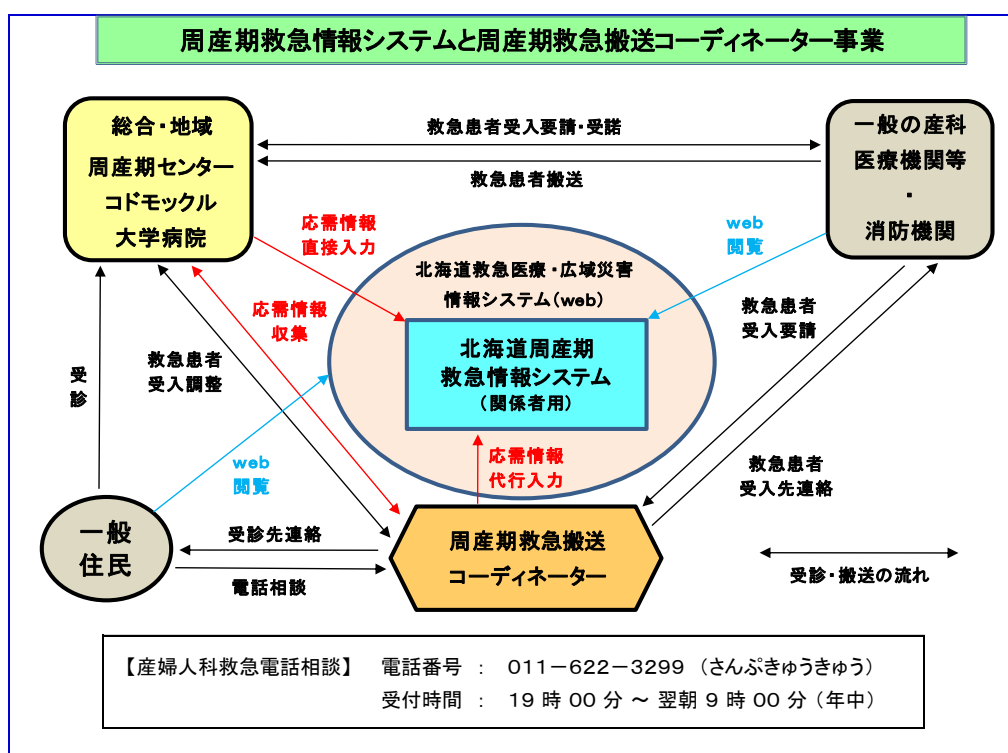 周産期救急情報システムと周産期救急搬送コーディネーター事業
総合・地域
周産期センター
コドモックル
大学病院
救急患者受入要請・受諾
救急患者搬送
一般の産科
医療機関等
・
消防機関
応需情報
直接入力
web
閲覧
北海道救急医療・広域災害
情報システム(web)
北海道周産期
救急情報システム
(関係者用)
応需情報
収集
救急患者
受入要請
受
診
救急患者
受入調整
web
閲覧
応需情報
代行入力
救急患者
受入先連絡
一般
住民
受診先連絡
電話相談
周産期救急搬送
コーディネーター
受診・搬送の流れ
【産婦人科救急電話相談】 電話番号 : 011-622-3299 (さんぷきゅうきゅう)
受付時間 : 19時00分 ~ 翌朝9時00分(年中)